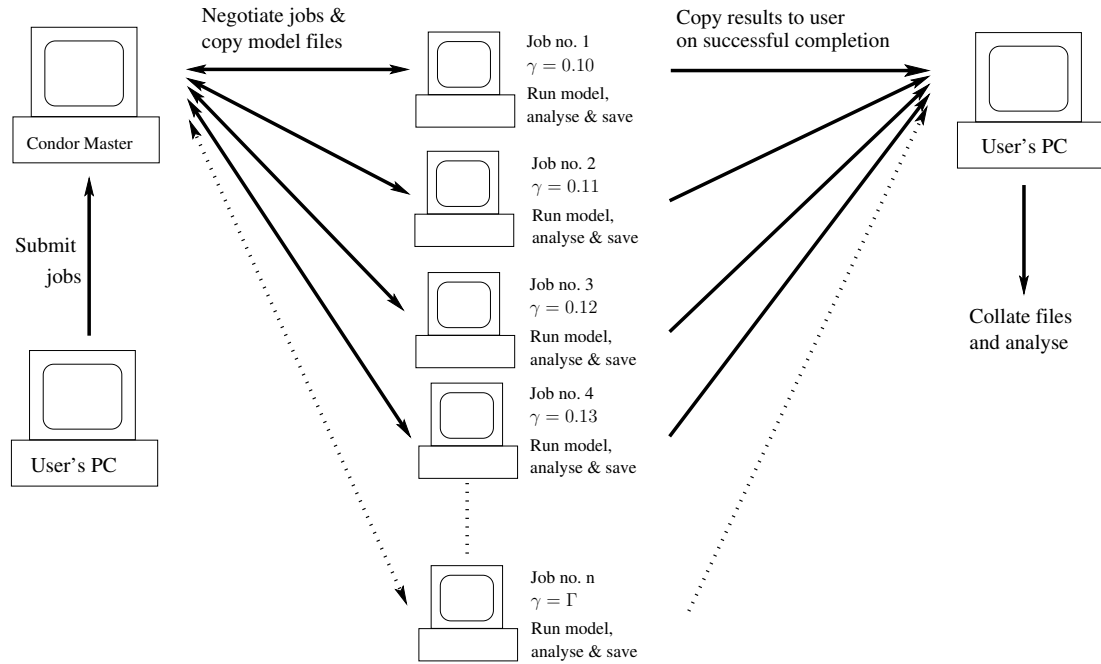 Negotiate jobs &
copy model files
Copy results to user
on successful completion
Condor Master
Submit
jobs
User's PC
Job no. 1
γ = 0.10
Run model,
analyse & save
Job no. 2
γ = 0.11
Run model,
analyse & save
Job no. 3
γ = 0.12
Run model,
analyse & save
Job no. 4
γ = 0.13
Run model,
analyse & save
Job no. n
γ = Γ
Run model,
analyse & save
User's PC
Collate files
and analyse